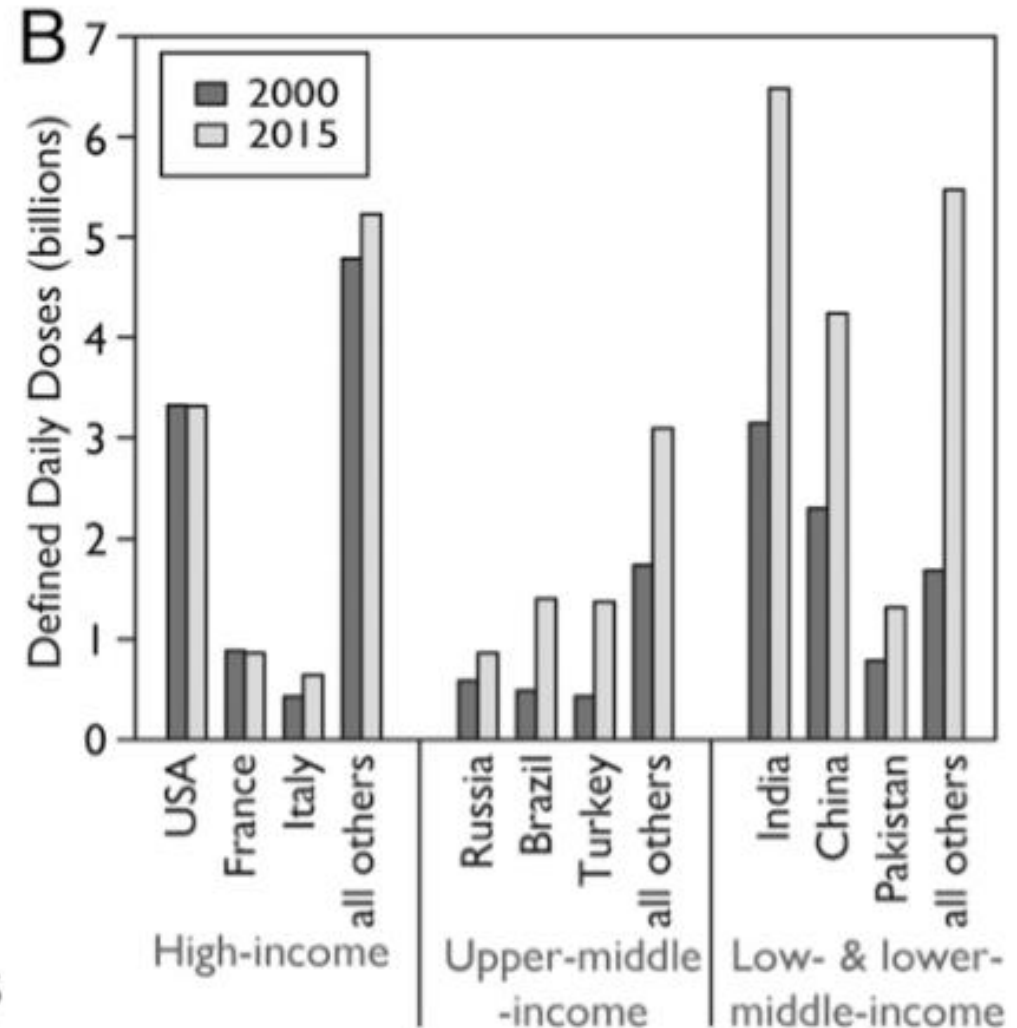 B
Defined Daily Doses (billions)
7
6
5
4
3
2
1
0
2000
2015
USA
France
Italy
all others
Russia
Brazil
Turkey
all others
India
China
Pakistan
all others
High-income
Upper-middle
-income
Low- & lower-
middle-income